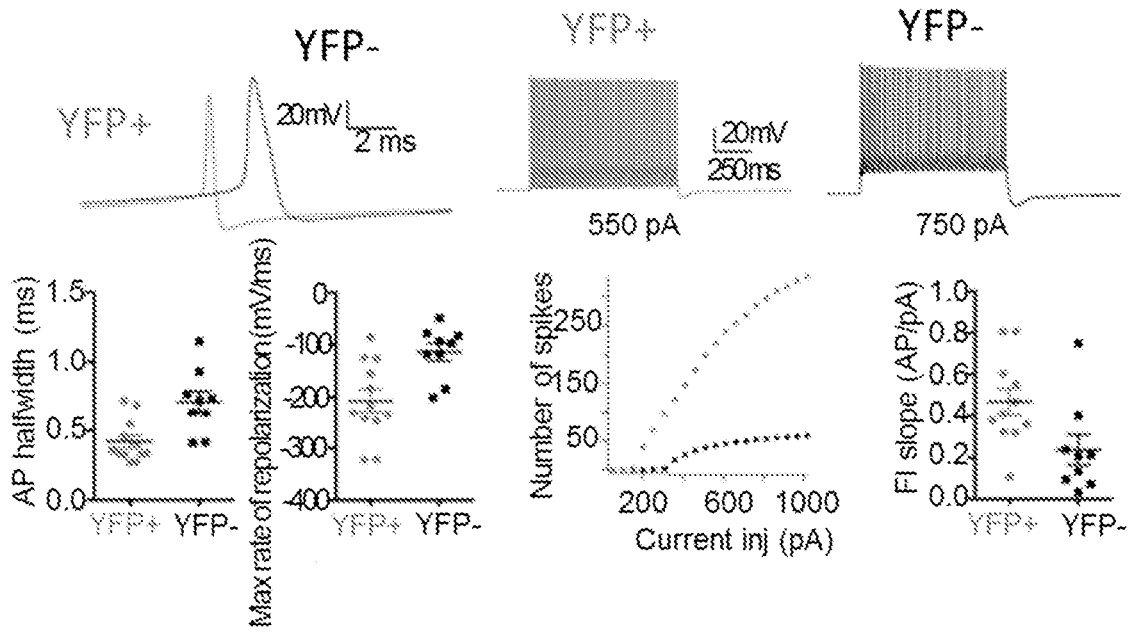 YFP+
YFP-
20mV
2 ms
YFP+
550 pA
20mV
250ms
YFP-
750 pA
AP halfwidth (ms)
1.5
1.0
0.5
0.0
YFP+ YFP-
Max rate of repolarization (mV/ms)
0
-100
-200
-300
-400
YFP+ YFP-
Number of spikes
250
150
50
200 600 1000
Current inj (pA)
FI slope (AP/pA)
1.0
0.8
0.6
0.4
0.2
0.0
YFP+ YFP-